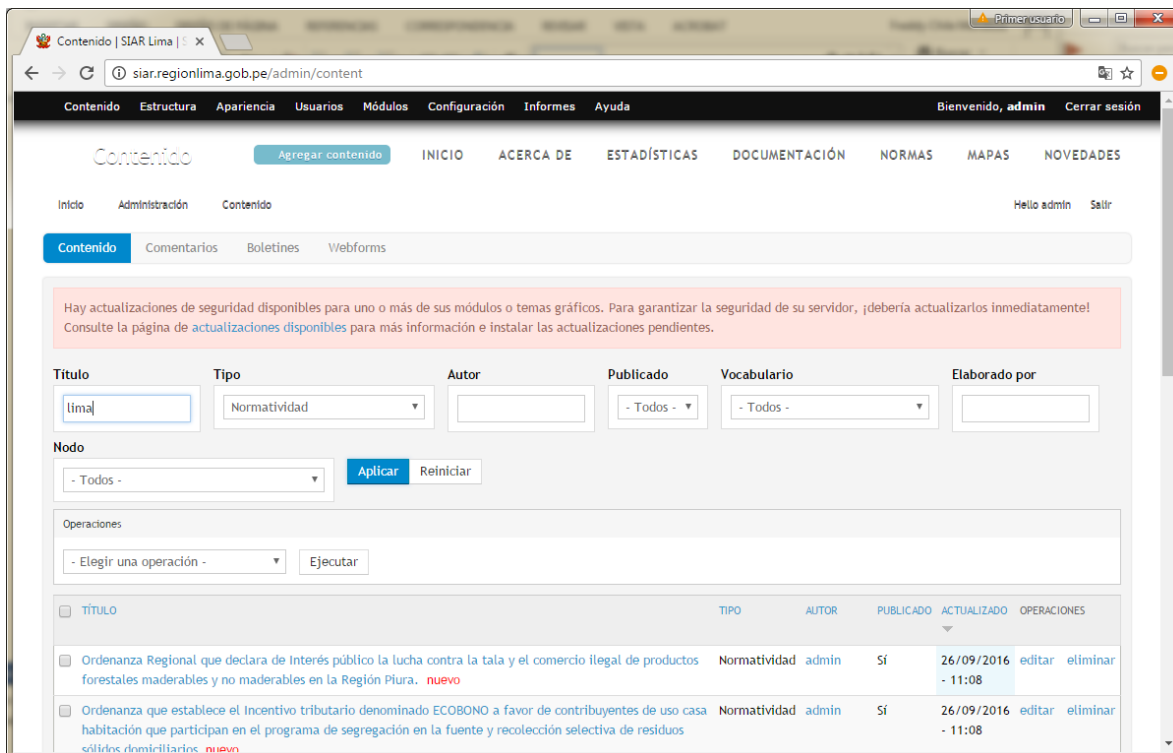 Primer usuario
Contenido | SIAR Lima | S
siar.regionlima.gob.pe/admin/content
Contenido Estructura Apariencia Usuarios Módulos Configuración Informes Ayuda Bienvenido, admin Cerrar sesión
Contenido Agregar contenido INICIO ACERCA DE ESTADÍSTICAS DOCUMENTACIÓN NORMAS MAPAS NOVEDADES
Inicio Administración Contenido Hello admin Salir
Contenido Comentarios Boletines Webforms
Hay actualizaciones de seguridad disponibles para uno o más de sus módulos o temas gráficos. Para garantizar la seguridad de su servidor, ¡debería actualizarlos inmediatamente!
Consulte la página de actualizaciones disponibles para más información e instalar las actualizaciones pendientes.
Título Tipo Autor Publicado Vocabulario Elaborado por
lima Normatividad - Todos - - Todos -
Nodo
- Todos - Aplicar Reiniciar
Operaciones
- Elegir una operación - Ejecutar
TÍTULO TIPO AUTOR PUBLICADO ACTUALIZADO OPERACIONES
Ordenanza Regional que declara de Interés público la lucha contra la tala y el comercio ilegal de productos Normatividad admin Sí 26/09/2016 editar eliminar
forestales maderables y no maderables en la Región Piura. nuevo - 11:08
Ordenanza que establece el Incentivo tributario denominado ECOBONO a favor de contribuyentes de uso casa Normatividad admin Sí 26/09/2016 editar eliminar
habitación que participan en el programa de segregación en la fuente y recolección selectiva de residuos - 11:08
sólidos domiciliarios. nuevo